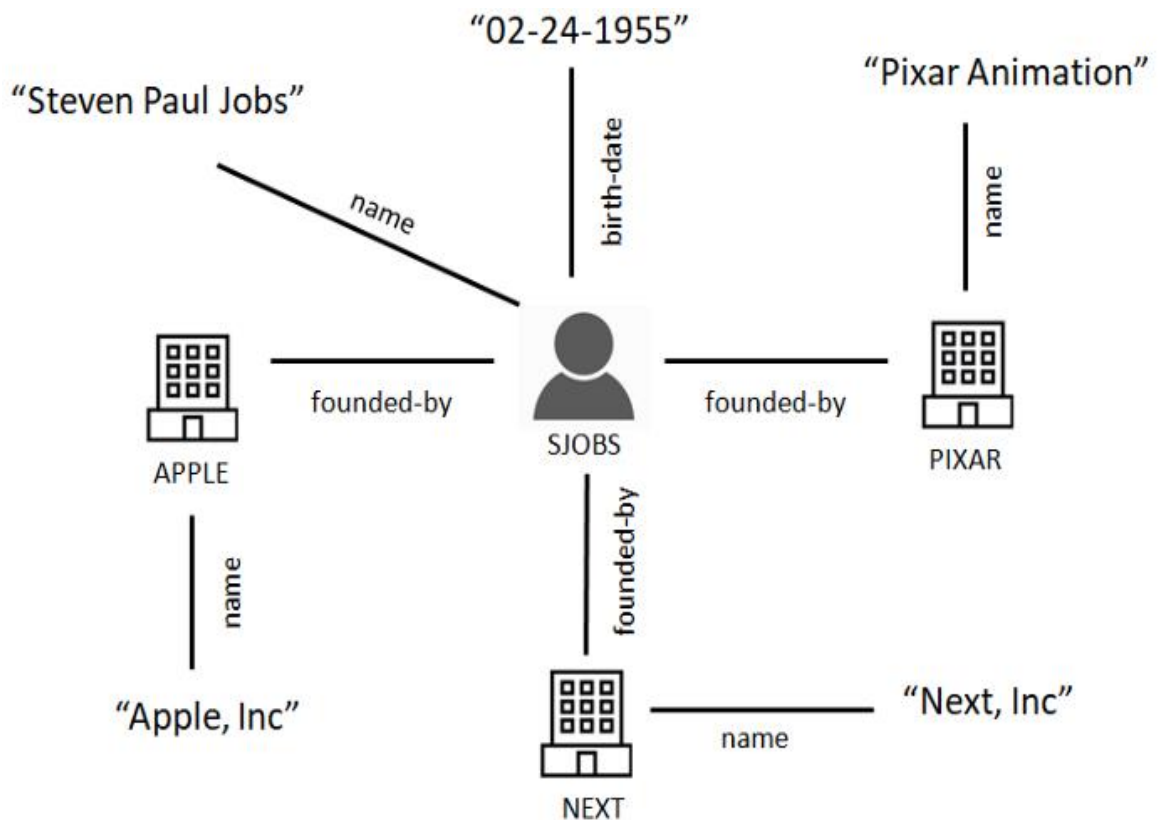 “02-24-1955”
“Steven Paul Jobs”
“Pixar Animation”
name
birth-date
name
founded-by
founded-by
SJOBS
APPLE
PIXAR
name
founded-by
“Apple, Inc”
“Next, Inc”
name
NEXT